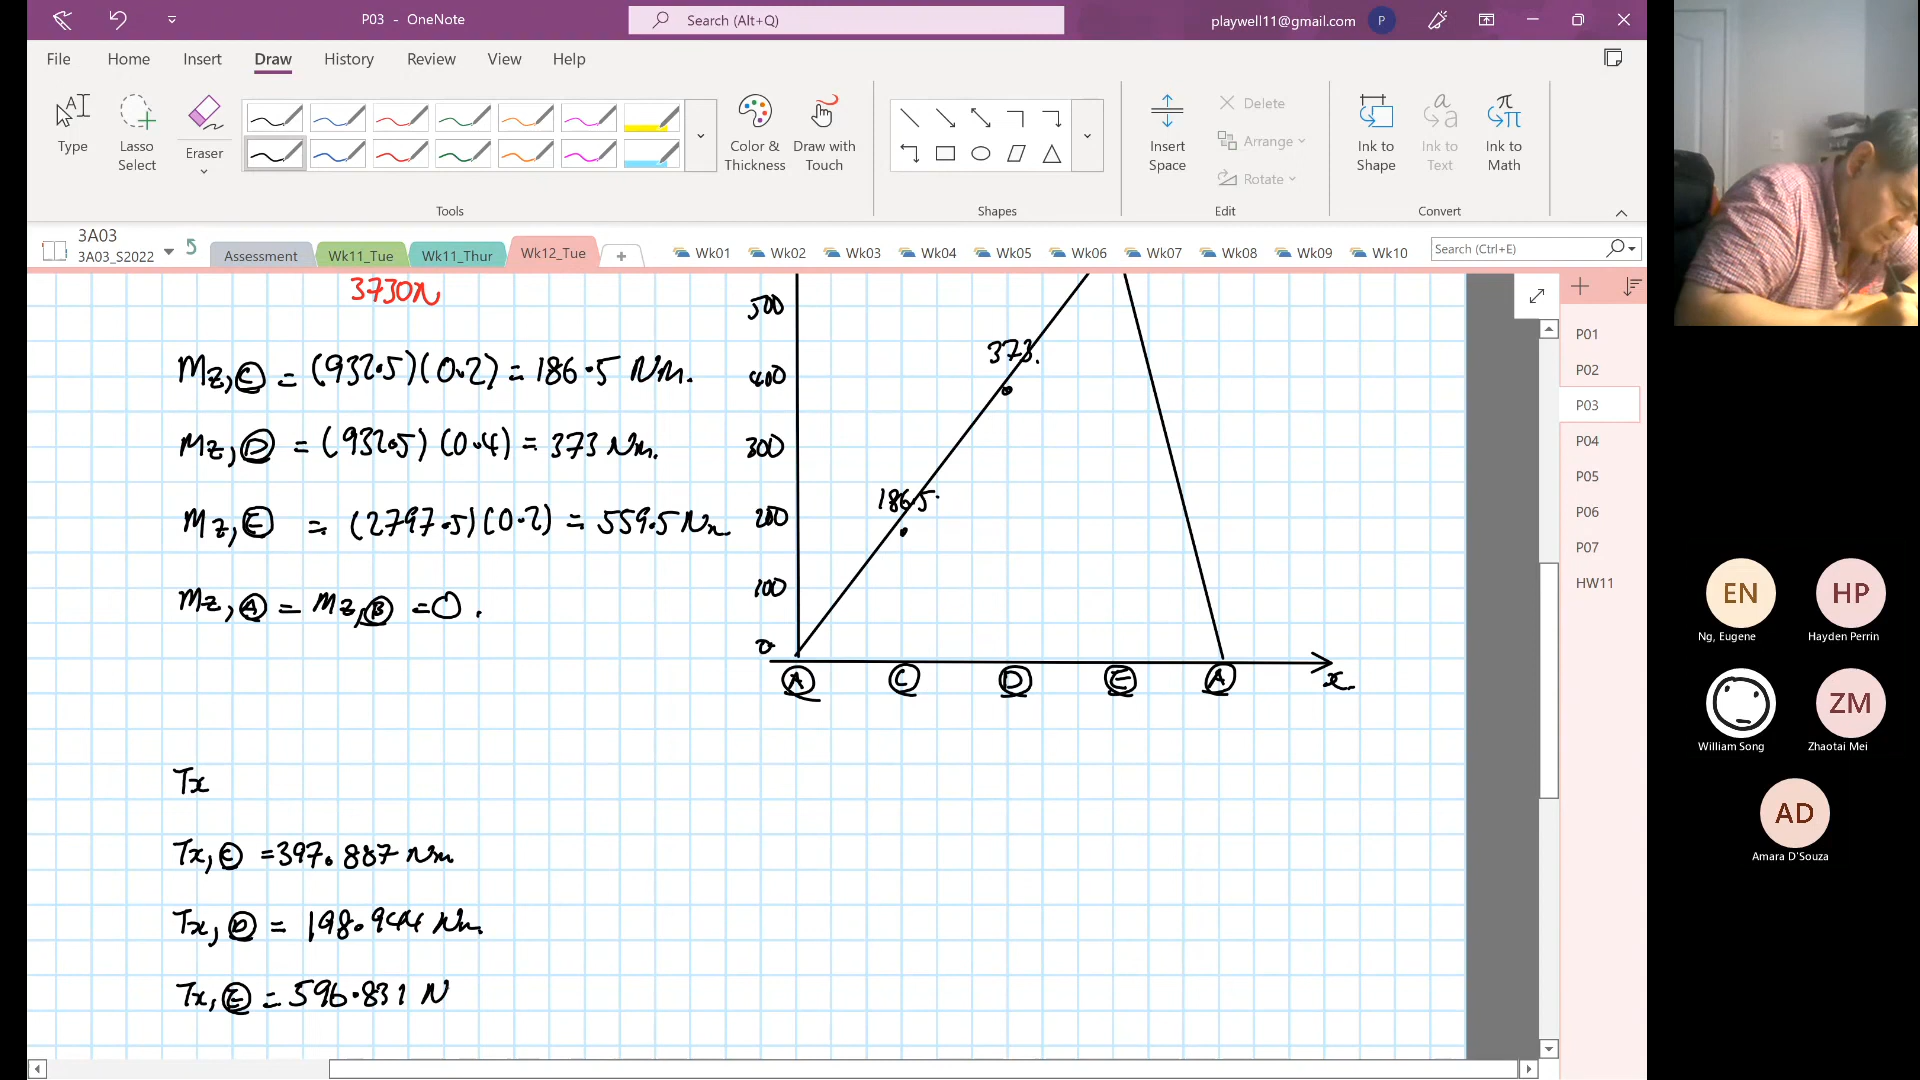 P03 - OneNote
Search (Alt+Q)
playwell11@gmail.com
P
File Home Insert Draw History Review View Help
Type
Lasso Select
Eraser
Color & Thickness
Draw with Touch
Insert Space
Delete
Arrange
Rotate
Ink to Shape
Ink to Text
Ink to Math
Tools
Shapes
Edit
Convert
3A03
3A03_S2022
Assessment Wk11_Tue Wk11_Thur Wk12_Tue
Wk01 Wk02 Wk03 Wk04 Wk05 Wk06 Wk07 Wk08 Wk09 Wk10
Search (Ctrl+E)
3730N
Mz,C = (932.5)(0.2) = 186.5 Nm.
Mz,D = (932.5)(0.4) = 373 Nm.
Mz,E = (2797.5)(0.2) = 559.5 Nm
Mz,A = Mz,B = 0.
500
400
300
200
100
0
373.
186.5.
A C D E A x.
Tx
Tx,C = 397.887 Nm
Tx,D = 198.944 Nm.
Tx,E = 596.831 N
P01
P02
P03
P04
P05
P06
P07
HW11
EN
Ng, Eugene
HP
Hayden Perrin
William Song
ZM
Zhaotai Mei
AD
Amara D'Souza